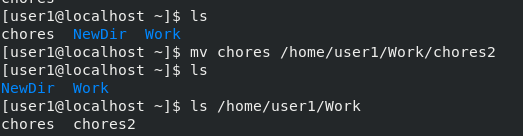 chores
[user1@localhost ~]$ ls
chores  NewDir  Work
[user1@localhost ~]$ mv chores /home/user1/Work/chores2
[user1@localhost ~]$ ls
NewDir  Work
[user1@localhost ~]$ ls /home/user1/Work
chores  chores2